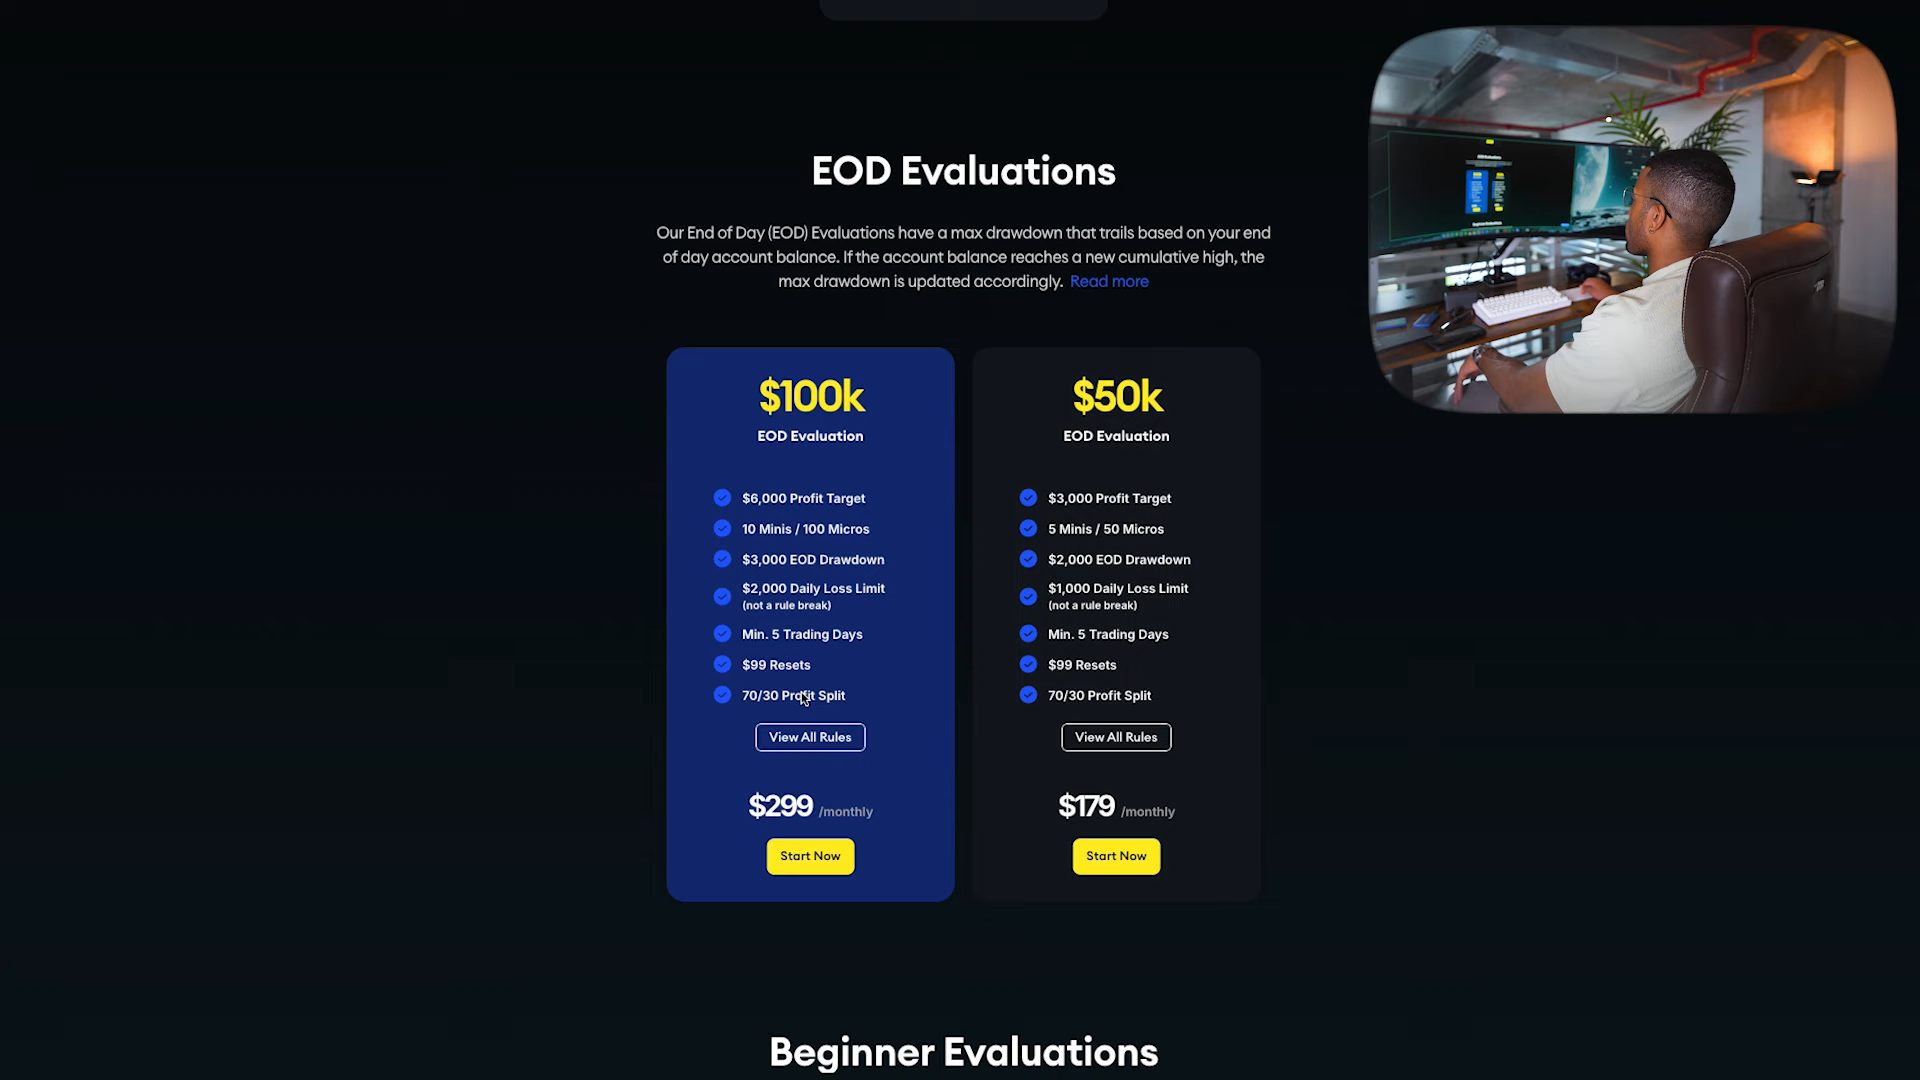 EOD Evaluations
Our End of Day (EOD) Evaluations have a max drawdown that trails based on your end
of day account balance. If the account balance reaches a new cumulative high, the
max drawdown is updated accordingly. Read more
$100k
EOD Evaluation
$6,000 Profit Target
10 Minis / 100 Micros
$3,000 EOD Drawdown
$2,000 Daily Loss Limit
(not a rule break)
Min. 5 Trading Days
$99 Resets
70/30 Profit Split
View All Rules
$299 /monthly
Start Now
$50k
EOD Evaluation
$3,000 Profit Target
5 Minis / 50 Micros
$2,000 EOD Drawdown
$1,000 Daily Loss Limit
(not a rule break)
Min. 5 Trading Days
$99 Resets
70/30 Profit Split
View All Rules
$179 /monthly
Start Now
Beginner Evaluations